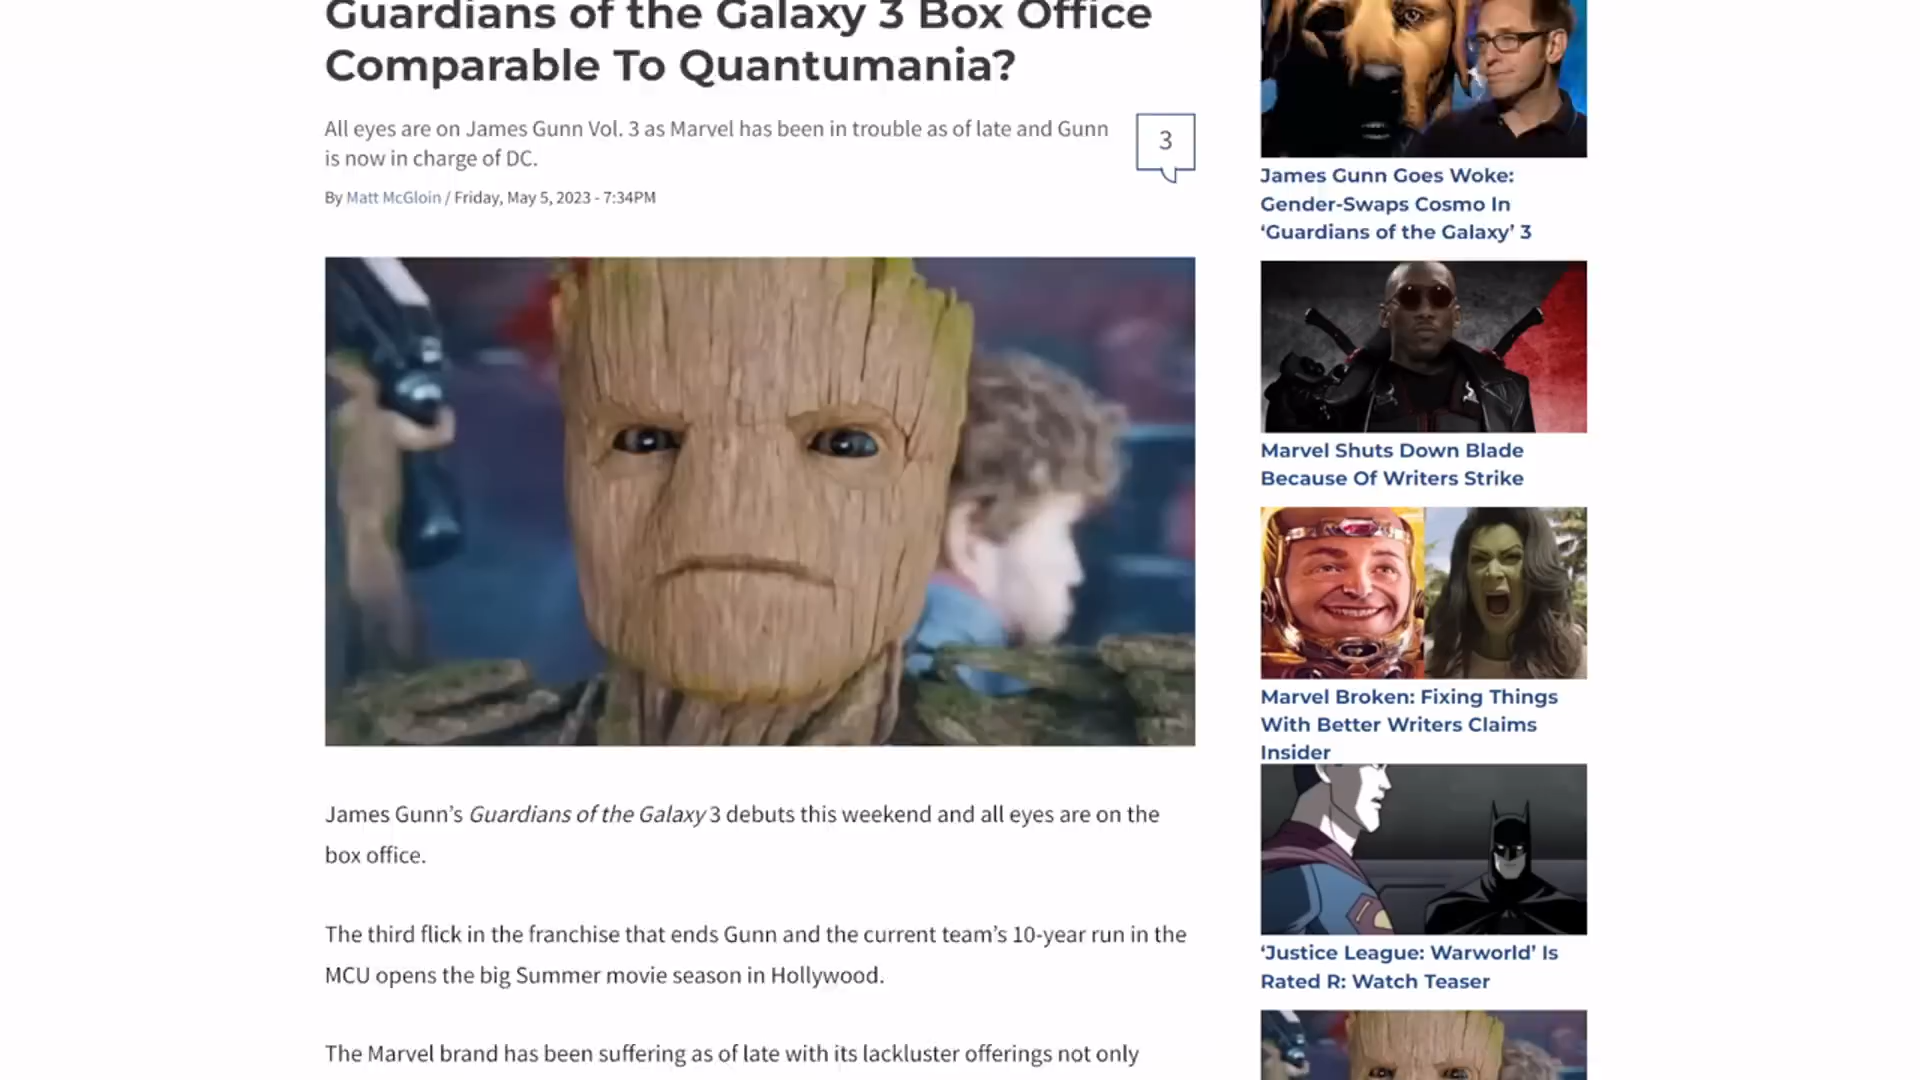 Guardians of the Galaxy 3 Box Office
Comparable To Quantumania?
All eyes are on James Gunn Vol. 3 as Marvel has been in trouble as of late and Gunn
is now in charge of DC.
3
By Matt McGloin / Friday, May 5, 2023 - 7:34PM
James Gunn’s Guardians of the Galaxy 3 debuts this weekend and all eyes are on the
box office.
The third flick in the franchise that ends Gunn and the current team’s 10-year run in the
MCU opens the big Summer movie season in Hollywood.
The Marvel brand has been suffering as of late with its lackluster offerings not only
James Gunn Goes Woke:
Gender-Swaps Cosmo In
‘Guardians of the Galaxy’ 3
Marvel Shuts Down Blade
Because Of Writers Strike
Marvel Broken: Fixing Things
With Better Writers Claims
Insider
‘Justice League: Warworld’ Is
Rated R: Watch Teaser